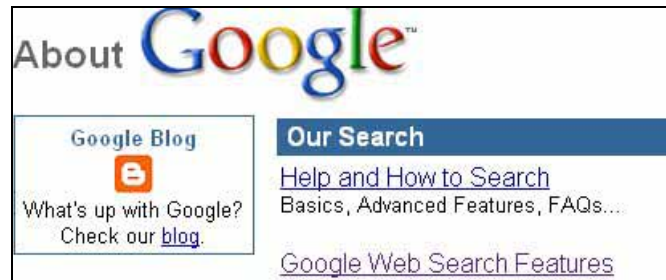 About Google™
Google Blog
What's up with Google?
Check our blog.
Our Search
Help and How to Search
Basics, Advanced Features, FAQs...
Google Web Search Features